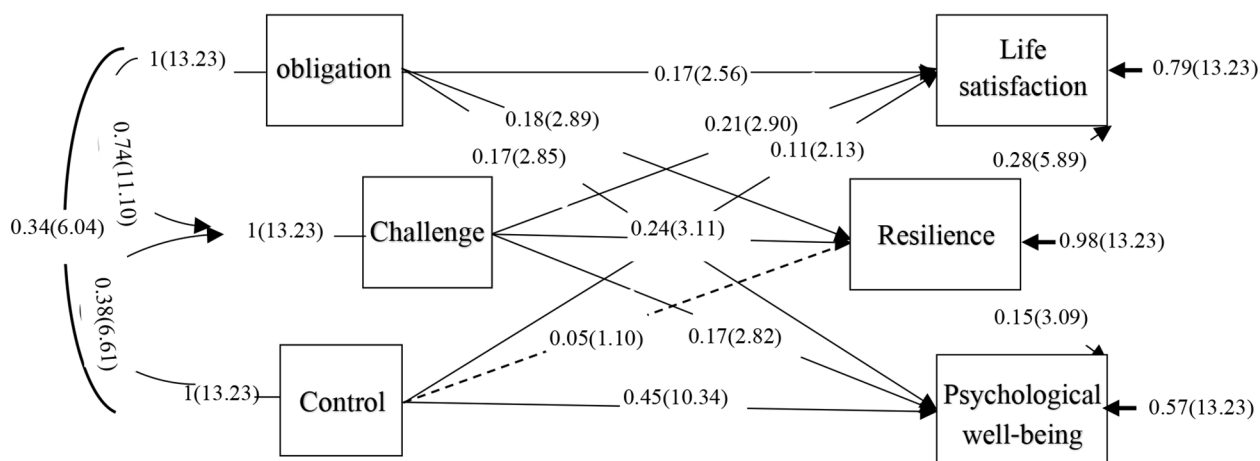 1(13.23)
obligation
0.17(2.56)
Life
satisfaction
0.79(13.23)
0.18(2.89)
0.21(2.90)
0.17(2.85)
0.11(2.13)
0.28(5.89)
0.74(11.10)
0.34(6.04)
1(13.23)
Challenge
0.24(3.11)
Resilience
0.98(13.23)
0.38(6.61)
0.05(1.10)
0.17(2.82)
0.15(3.09)
1(13.23)
Control
0.45(10.34)
Psychological
well-being
0.57(13.23)